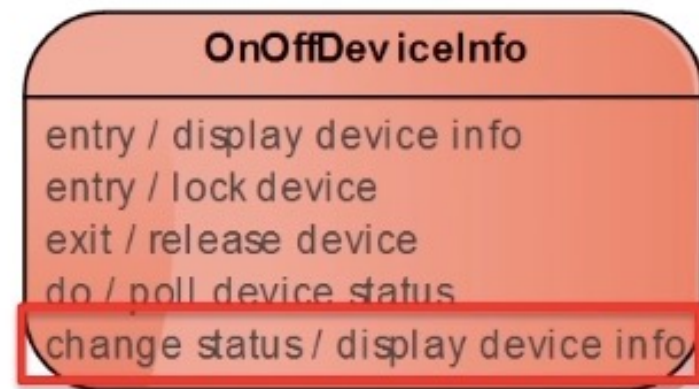 OnOffDeviceInfo
entry / display device info
entry / lock device
exit / release device
do / poll device status
change status / display device info